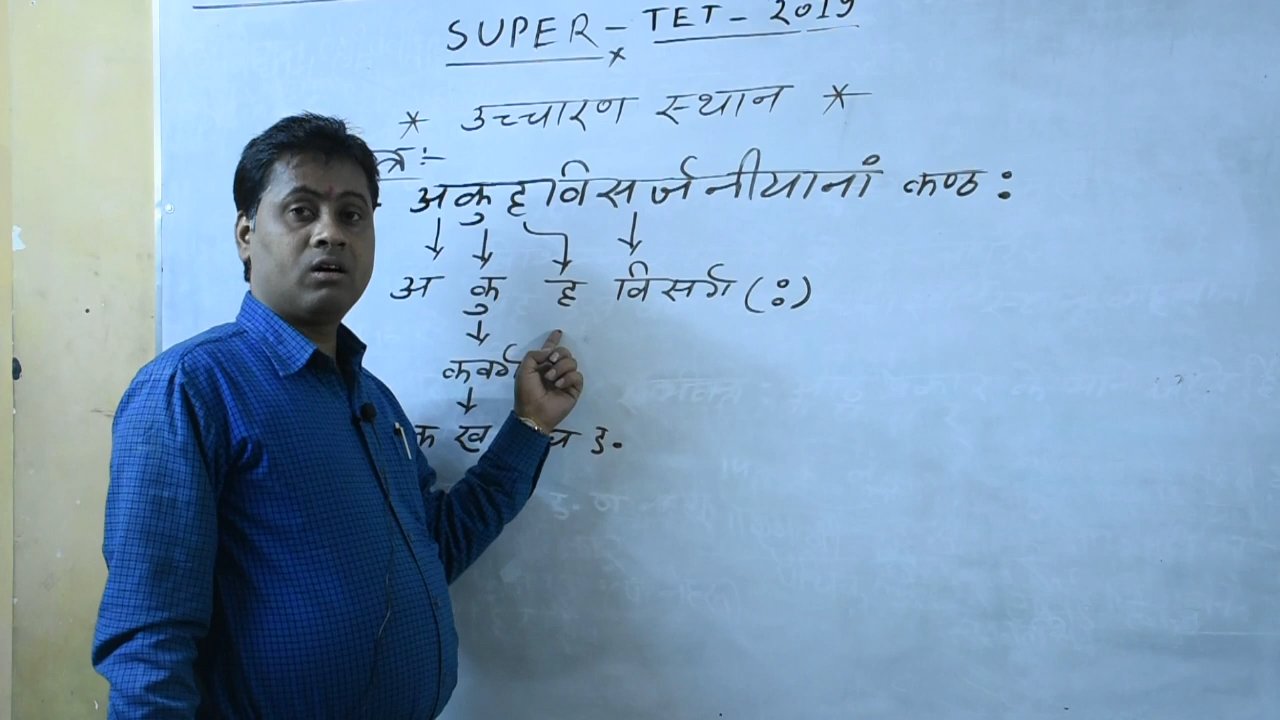 SUPER - TET - 2019
* उच्चारण स्थान *
अकुहविसर्जनीयानां कण्ठ :
अ कु ह विसर्ग (:)
कवर्ग
क ख घ ङ